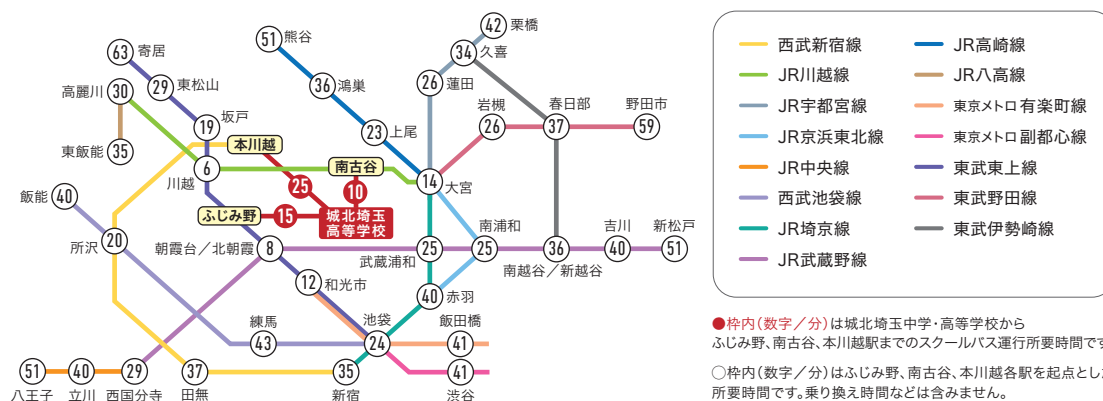 栗橋
42
熊谷
51
久喜
34
寄居
63
東松山
29
鴻巣
36
蓮田
26
高麗川
30
坂戸
19
上尾
23
岩槻
26
春日部
37
野田市
59
東飯能
35
本川越
南古谷
6
川越
25
10
14
大宮
飯能
40
ふじみ野
15
城北埼玉
高等学校
南浦和
吉川
新松戸
所沢
20
朝霞台/北朝霞
8
25
武蔵浦和
25
36
南越谷/新越谷
40
51
12
和光市
40
赤羽
練馬
43
池袋
24
飯田橋
41
51
八王子
40
立川
29
西国分寺
37
田無
35
新宿
41
渋谷
西武新宿線
JR川越線
JR宇都宮線
JR京浜東北線
JR中央線
西武池袋線
JR埼京線
JR武蔵野線
JR高崎線
JR八高線
東京メトロ 有楽町線
東京メトロ 副都心線
東武東上線
東武野田線
東武伊勢崎線
●枠内(数字/分)は城北埼玉中学・高等学校から
ふじみ野、南古谷、本川越駅までのスクールバス運行所要時間です
○枠内(数字/分)はふじみ野、南古谷、本川越各駅を起点とした
所要時間です。乗り換え時間などは含みません。